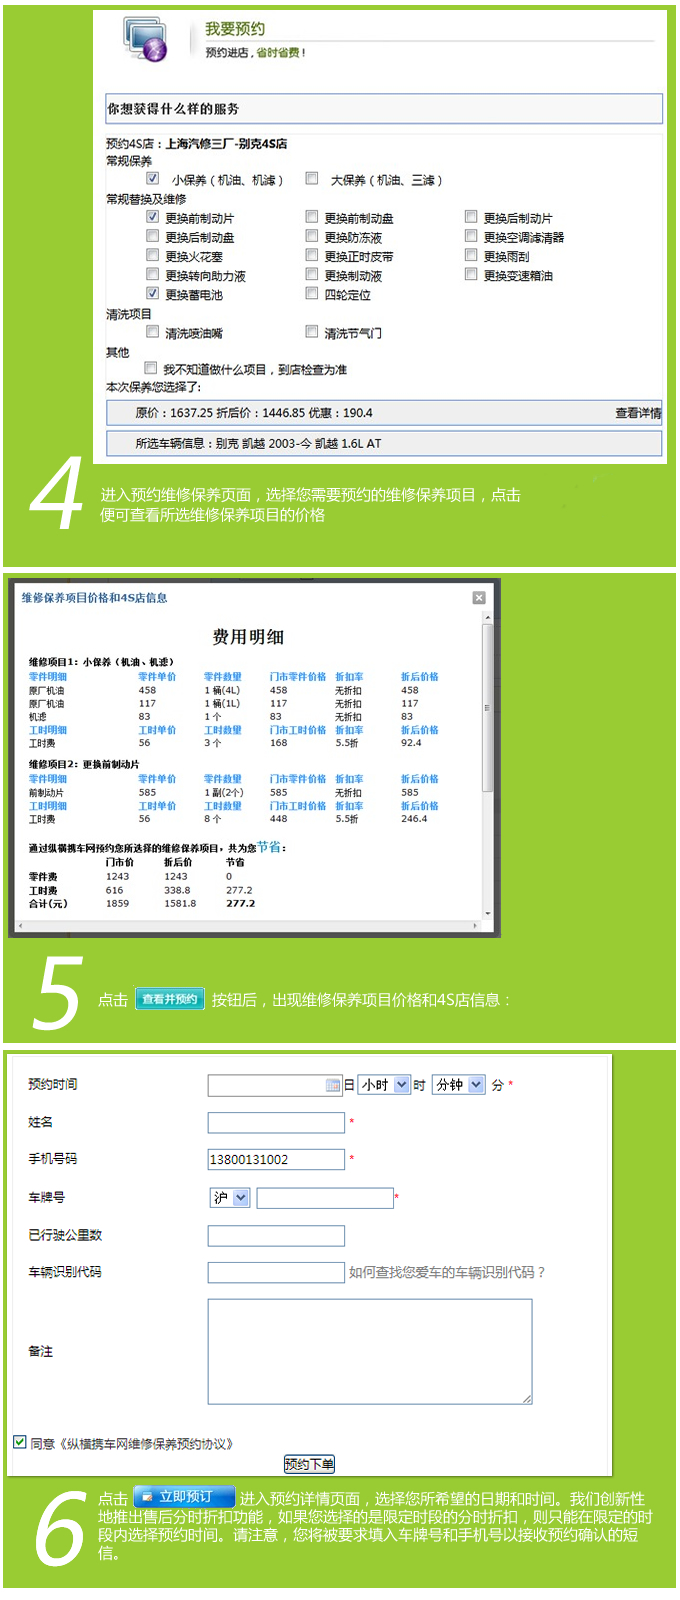 我要预约
预约进店，省时省费！
你想获得什么样的服务
预约4S店：上海汽修三厂-别克4S店
常规保养
小保养（机油、机滤） 大保养（机油、三滤）
常规替换及维修
更换前制动片 更换前制动盘 更换后制动片
更换后制动盘 更换防冻液 更换空调滤清器
更换火花塞 更换正时皮带 更换雨刮
更换转向助力液 更换制动液 更换变速箱油
更换蓄电池 四轮定位
清洗项目
清洗喷油嘴 清洗节气门
其他
我不知道做什么项目，到店检查为准
本次保养您选择了:
原价：1637.25 折后价：1446.85 优惠：190.4 查看详情
所选车辆信息：别克 凯越 2003-今 凯越 1.6L AT
4 进入预约维修保养页面，选择您需要预约的维修保养项目，点击
便可查看所选维修保养项目的价格
维修保养项目价格和4S店信息
费用明细
维修项目1：小保养（机油、机滤）
零件明细 零件单价 零件数量 门市零件价格 折扣率 折后价格
原厂机油 458 1 桶(4L) 458 无折扣 458
原厂机油 117 1 桶(1L) 117 无折扣 117
机滤 83 1 个 83 无折扣 83
工时明细 工时单价 工时数量 门市工时价格 折扣率 折后价格
工时费 56 3 个 168 5.5折 92.4
维修项目2：更换前制动片
零件明细 零件单价 零件数量 门市零件价格 折扣率 折后价格
前制动片 585 1 副(2个) 585 无折扣 585
工时明细 工时单价 工时数量 门市工时价格 折扣率 折后价格
工时费 56 8 个 448 5.5折 246.4
通过纵横携车网预约您所选择的维修保养项目，共为您节省：
门市价 折后价 节省
零件费 1243 1243 0
工时费 616 338.8 277.2
合计(元) 1859 1581.8 277.2
5 点击 查看并预约 按钮后，出现维修保养项目价格和4S店信息：
预约时间 日 小时 时 分钟 分 *
姓名 *
手机号码 13800131002 *
车牌号 沪 *
已行驶公里数
车辆识别代码 如何查找您爱车的车辆识别代码？
备注
同意《纵横携车网维修保养预约协议》
预约下单
6 点击 立即预订 进入预约详情页面，选择您所希望的日期和时间。我们创新性
地推出售后分时折扣功能，如果您选择的是限定时段的分时折扣，则只能在限定的时
段内选择预约时间。请注意，您将被要求填入车牌号和手机号以接收预约确认的短
信。